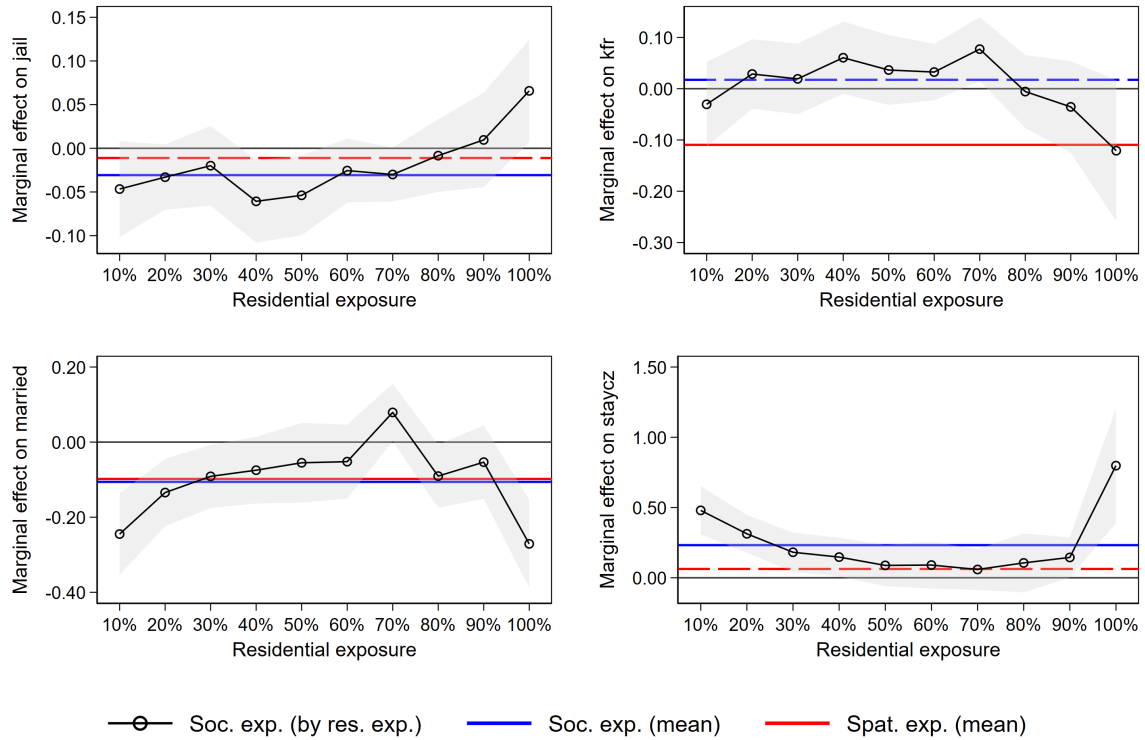 Marginal effect on jail
0.15
0.10
0.05
0.00
-0.05
-0.10
10% 20% 30% 40% 50% 60% 70% 80% 90% 100%
Residential exposure
Marginal effect on kfr
0.10
0.00
-0.10
-0.20
-0.30
10% 20% 30% 40% 50% 60% 70% 80% 90% 100%
Residential exposure
Marginal effect on married
0.20
0.00
-0.20
-0.40
10% 20% 30% 40% 50% 60% 70% 80% 90% 100%
Residential exposure
Marginal effect on staycz
1.50
1.00
0.50
0.00
10% 20% 30% 40% 50% 60% 70% 80% 90% 100%
Residential exposure
Soc. exp. (by res. exp.) Soc. exp. (mean) Spat. exp. (mean)